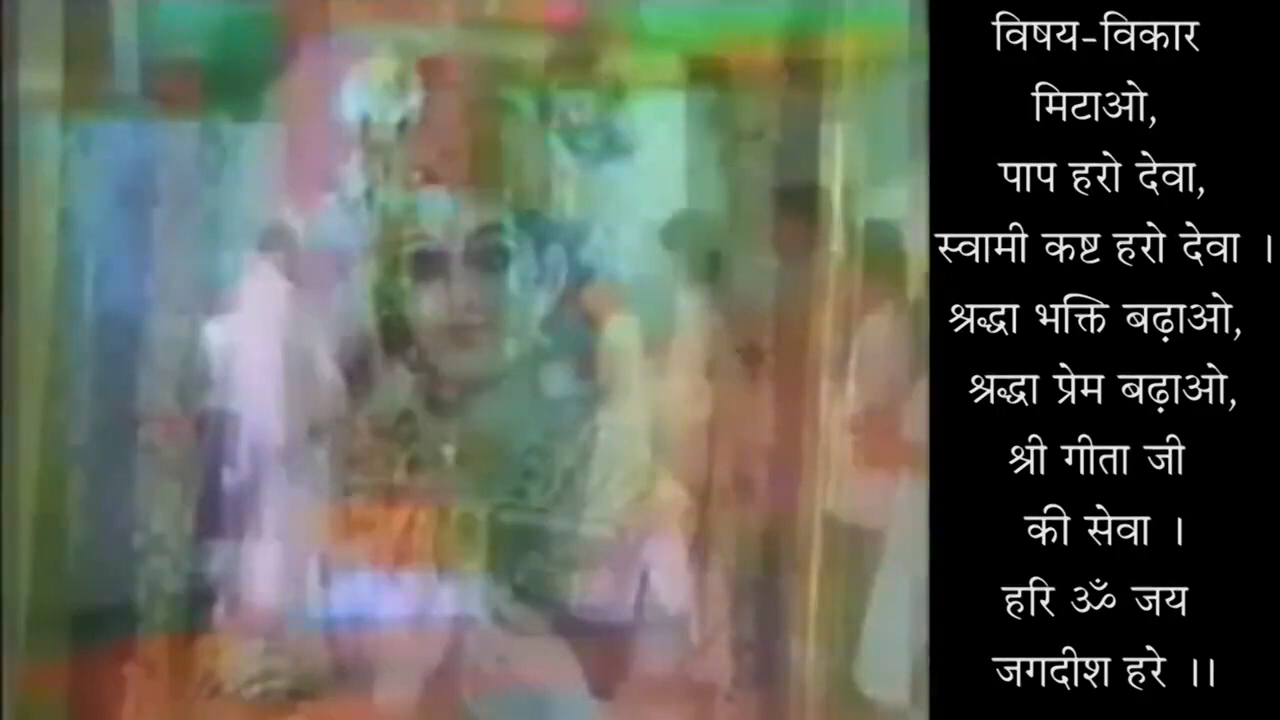 विषय-विकार
मिटाओ,
पाप हरो देवा,
स्वामी कष्ट हरो देवा ।
श्रद्धा भक्ति बढ़ाओ,
श्रद्धा प्रेम बढ़ाओ,
श्री गीता जी
की सेवा ।
हरि ॐ जय
जगदीश हरे ।।